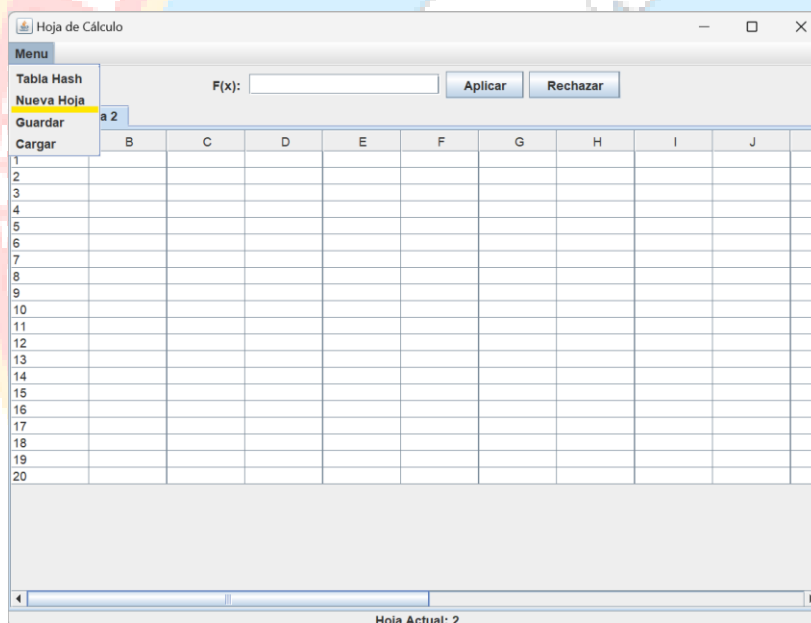 Hoja de Cálculo
Menu
Tabla Hash
Nueva Hoja
Guardar
Cargar
F(x):
Aplicar
Rechazar
a 2
B C D E F G H I J
1
2
3
4
5
6
7
8
9
10
11
12
13
14
15
16
17
18
19
20
Hoja Actual: 2